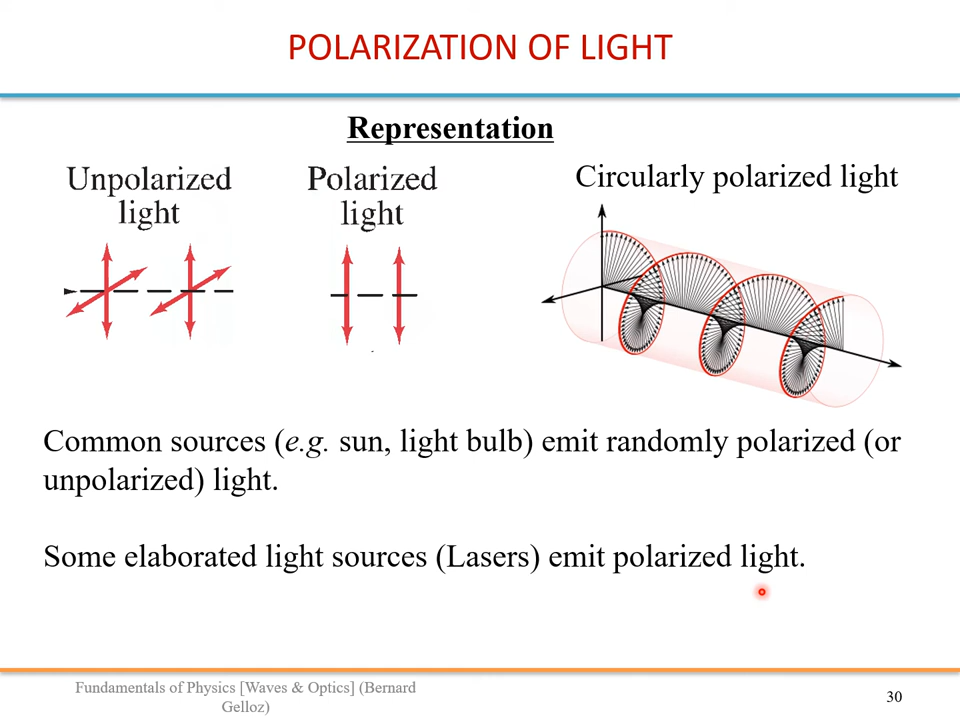 POLARIZATION OF LIGHT
Representation
Unpolarized
light
Polarized
light
Circularly polarized light
Common sources (e.g. sun, light bulb) emit randomly polarized (or
unpolarized) light.
Some elaborated light sources (Lasers) emit polarized light.
Fundamentals of Physics [Waves & Optics] (Bernard
Gelloz)
30